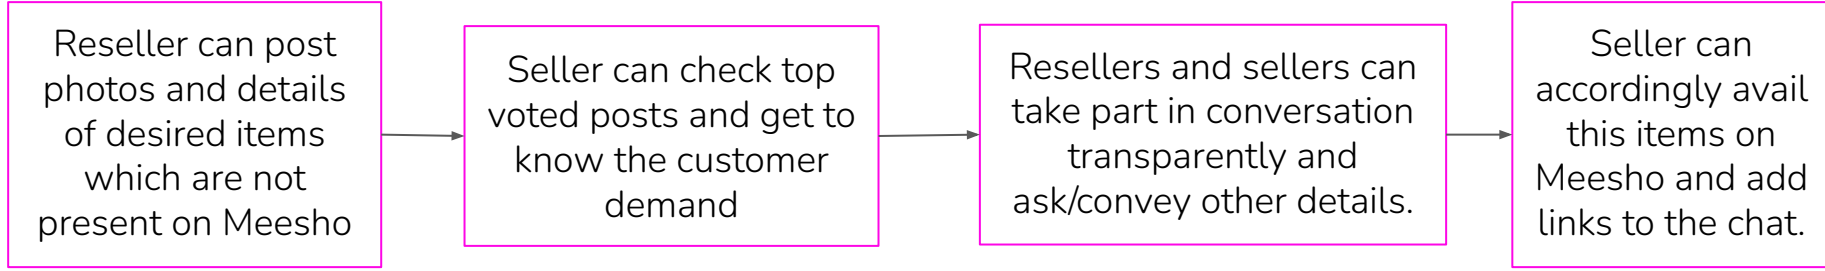 Reseller can post
photos and details
of desired items
which are not
present on Meesho
Seller can check top
voted posts and get to
know the customer
demand
Resellers and sellers can
take part in conversation
transparently and
ask/convey other details.
Seller can
accordingly avail
this items on
Meesho and add
links to the chat.